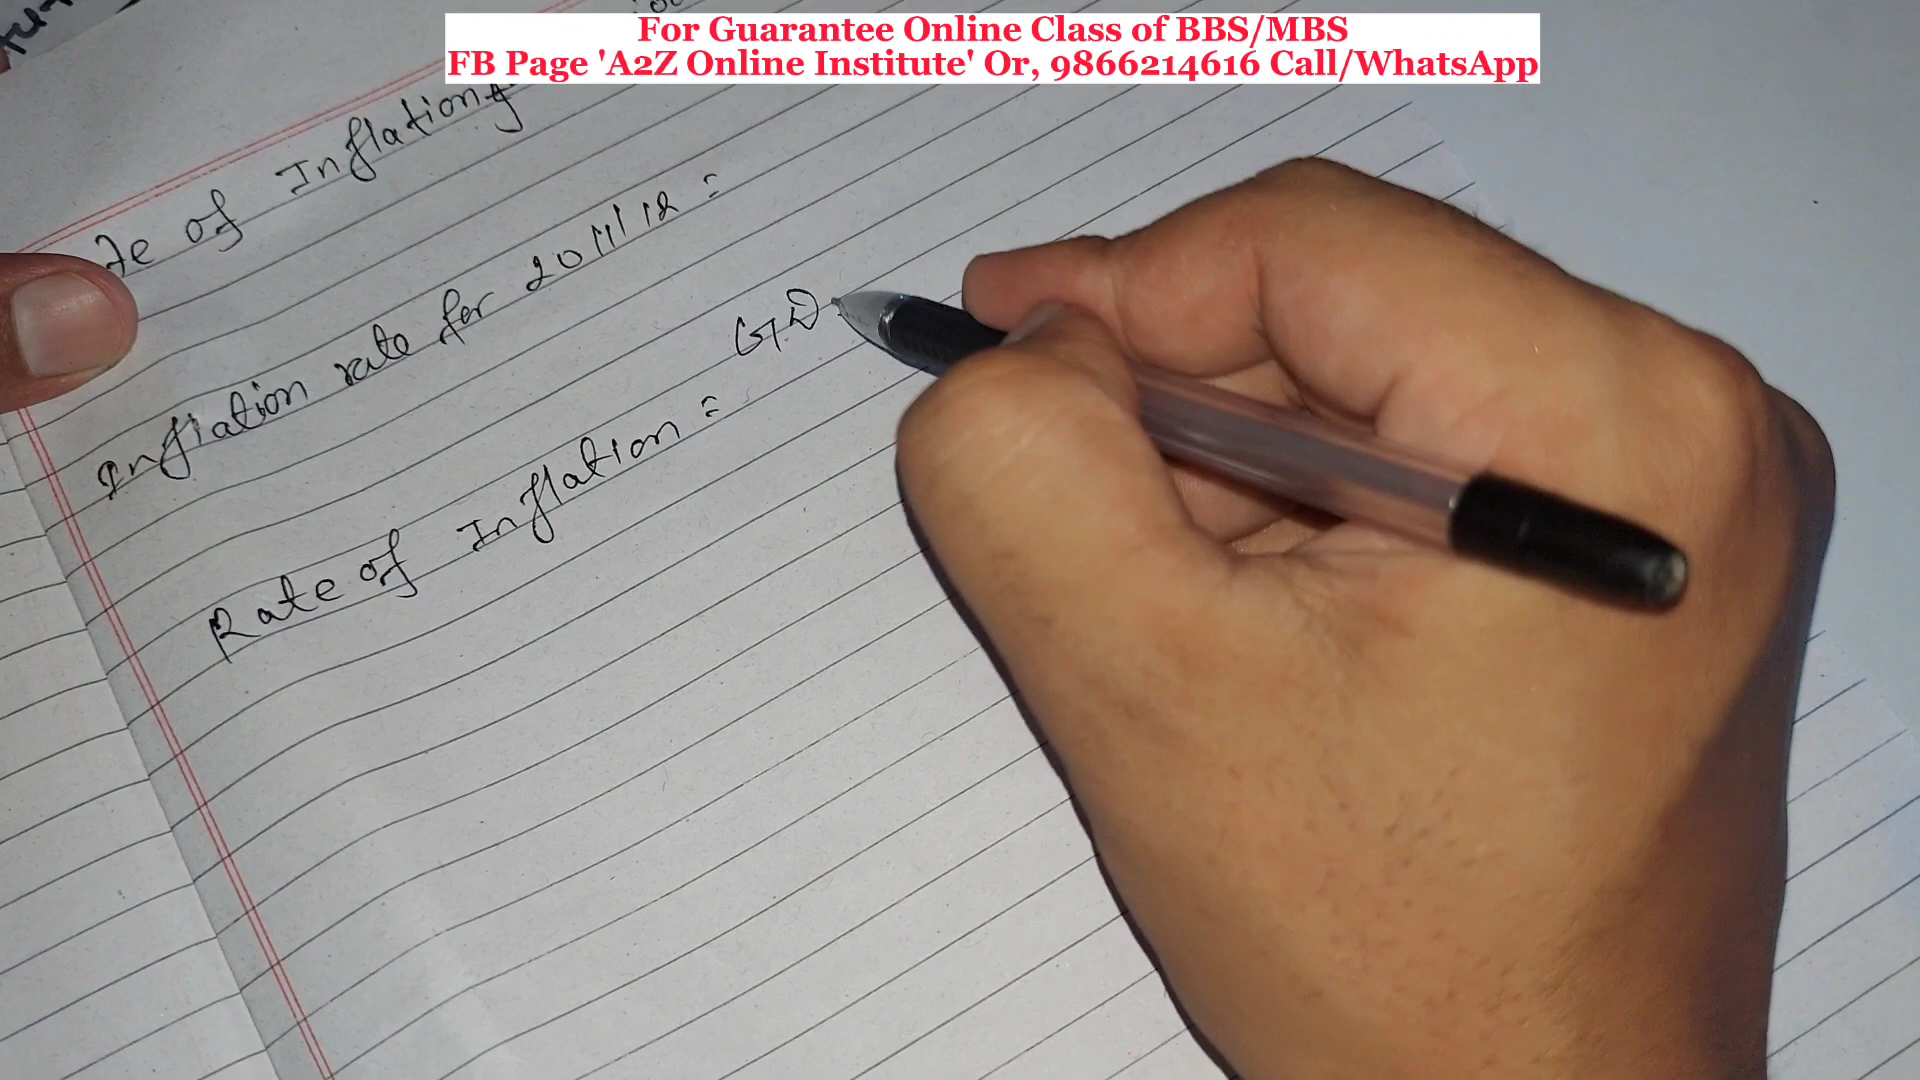 For Guarantee Online Class of BBS/MBS
FB Page 'A2Z Online Institute' Or, 9866214616 Call/WhatsApp
of Inflation
Inflation rate for 2011/12 =
GD
Rate of Inflation =